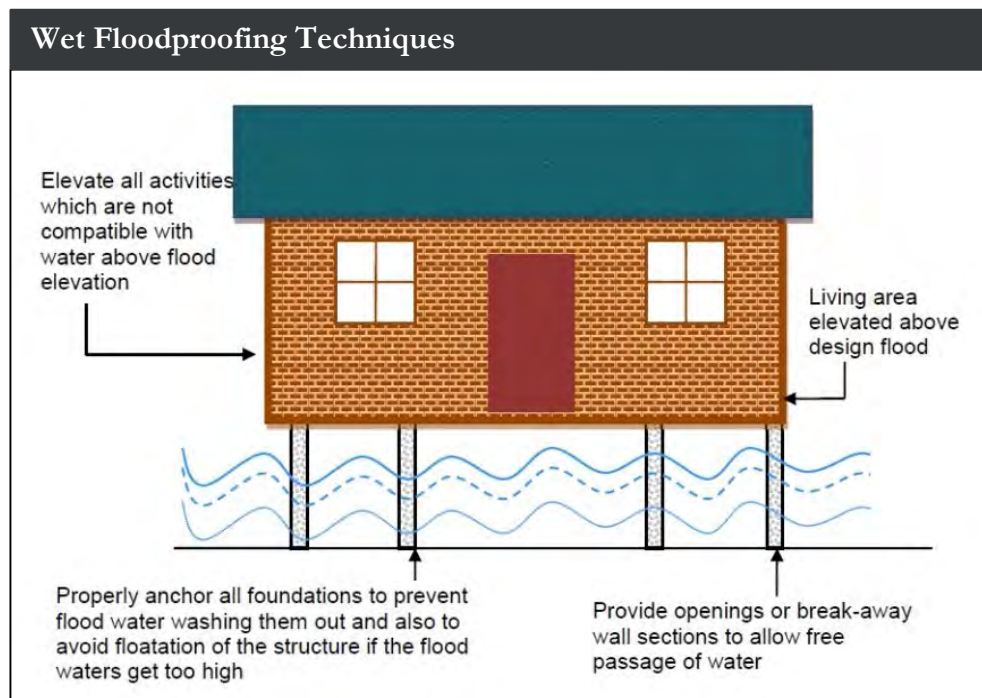 Wet Floodproofing Techniques
Elevate all activities
which are not
compatible with
water above flood
elevation
Living area
elevated above
design flood
Properly anchor all foundations to prevent
flood water washing them out and also to
avoid floatation of the structure if the flood
waters get too high
Provide openings or break-away
wall sections to allow free
passage of water